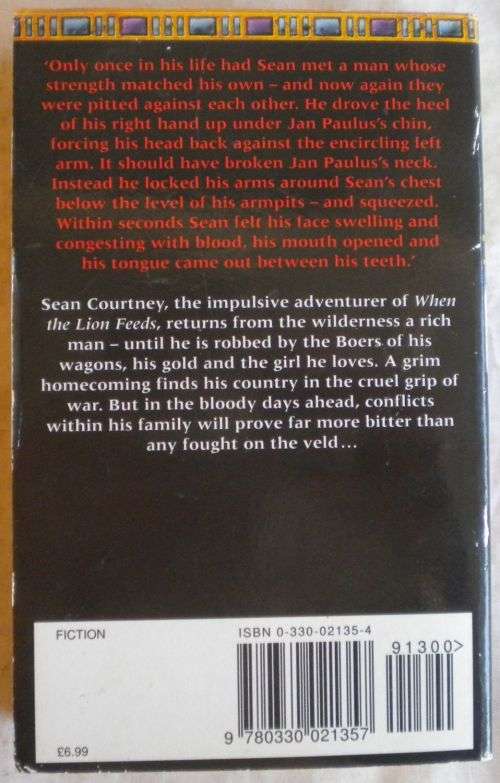 'Only once in his life had Sean met a man whose
strength matched his own – and now again they
were pitted against each other. He drove the heel
of his right hand up under Jan Paulus's chin,
forcing his head back against the encircling left
arm. It should have broken Jan Paulus's neck.
Instead he locked his arms around Sean's chest
below the level of his armpits – and squeezed.
Within seconds Sean felt his face swelling and
congesting with blood, his mouth opened and
his tongue came out between his teeth.'
Sean Courtney, the impulsive adventurer of When
the Lion Feeds, returns from the wilderness a rich
man – until he is robbed by the Boers of his
wagons, his gold and the girl he loves. A grim
homecoming finds his country in the cruel grip of
war. But in the bloody days ahead, conflicts
within his family will prove far more bitter than
any fought on the veld…
FICTION
ISBN 0-330-02135-4
91300>
9 780330 021357
£6.99